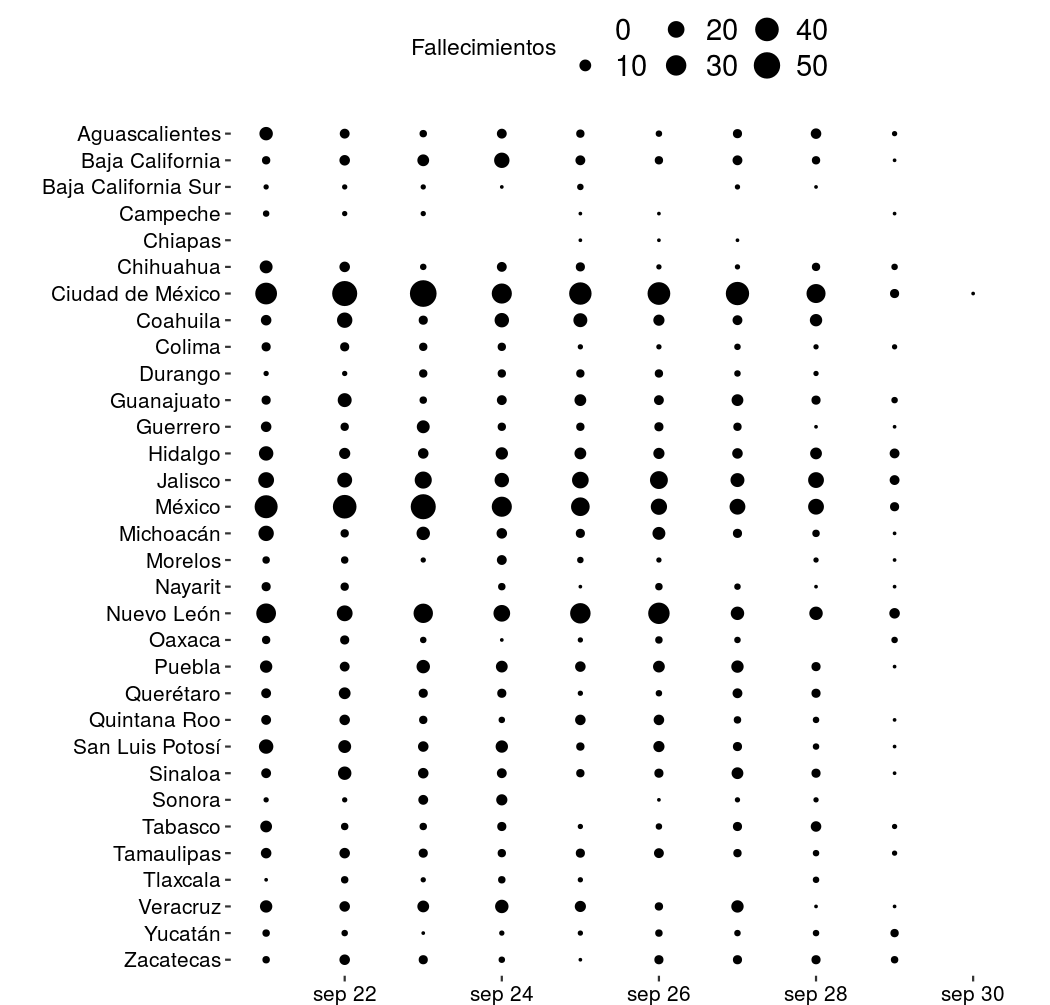 Fallecimientos
0 20 40
10 30 50
Aguascalientes
Baja California
Baja California Sur
Campeche
Chiapas
Chihuahua
Ciudad de México
Coahuila
Colima
Durango
Guanajuato
Guerrero
Hidalgo
Jalisco
México
Michoacán
Morelos
Nayarit
Nuevo León
Oaxaca
Puebla
Querétaro
Quintana Roo
San Luis Potosí
Sinaloa
Sonora
Tabasco
Tamaulipas
Tlaxcala
Veracruz
Yucatán
Zacatecas
sep 22 sep 24 sep 26 sep 28 sep 30